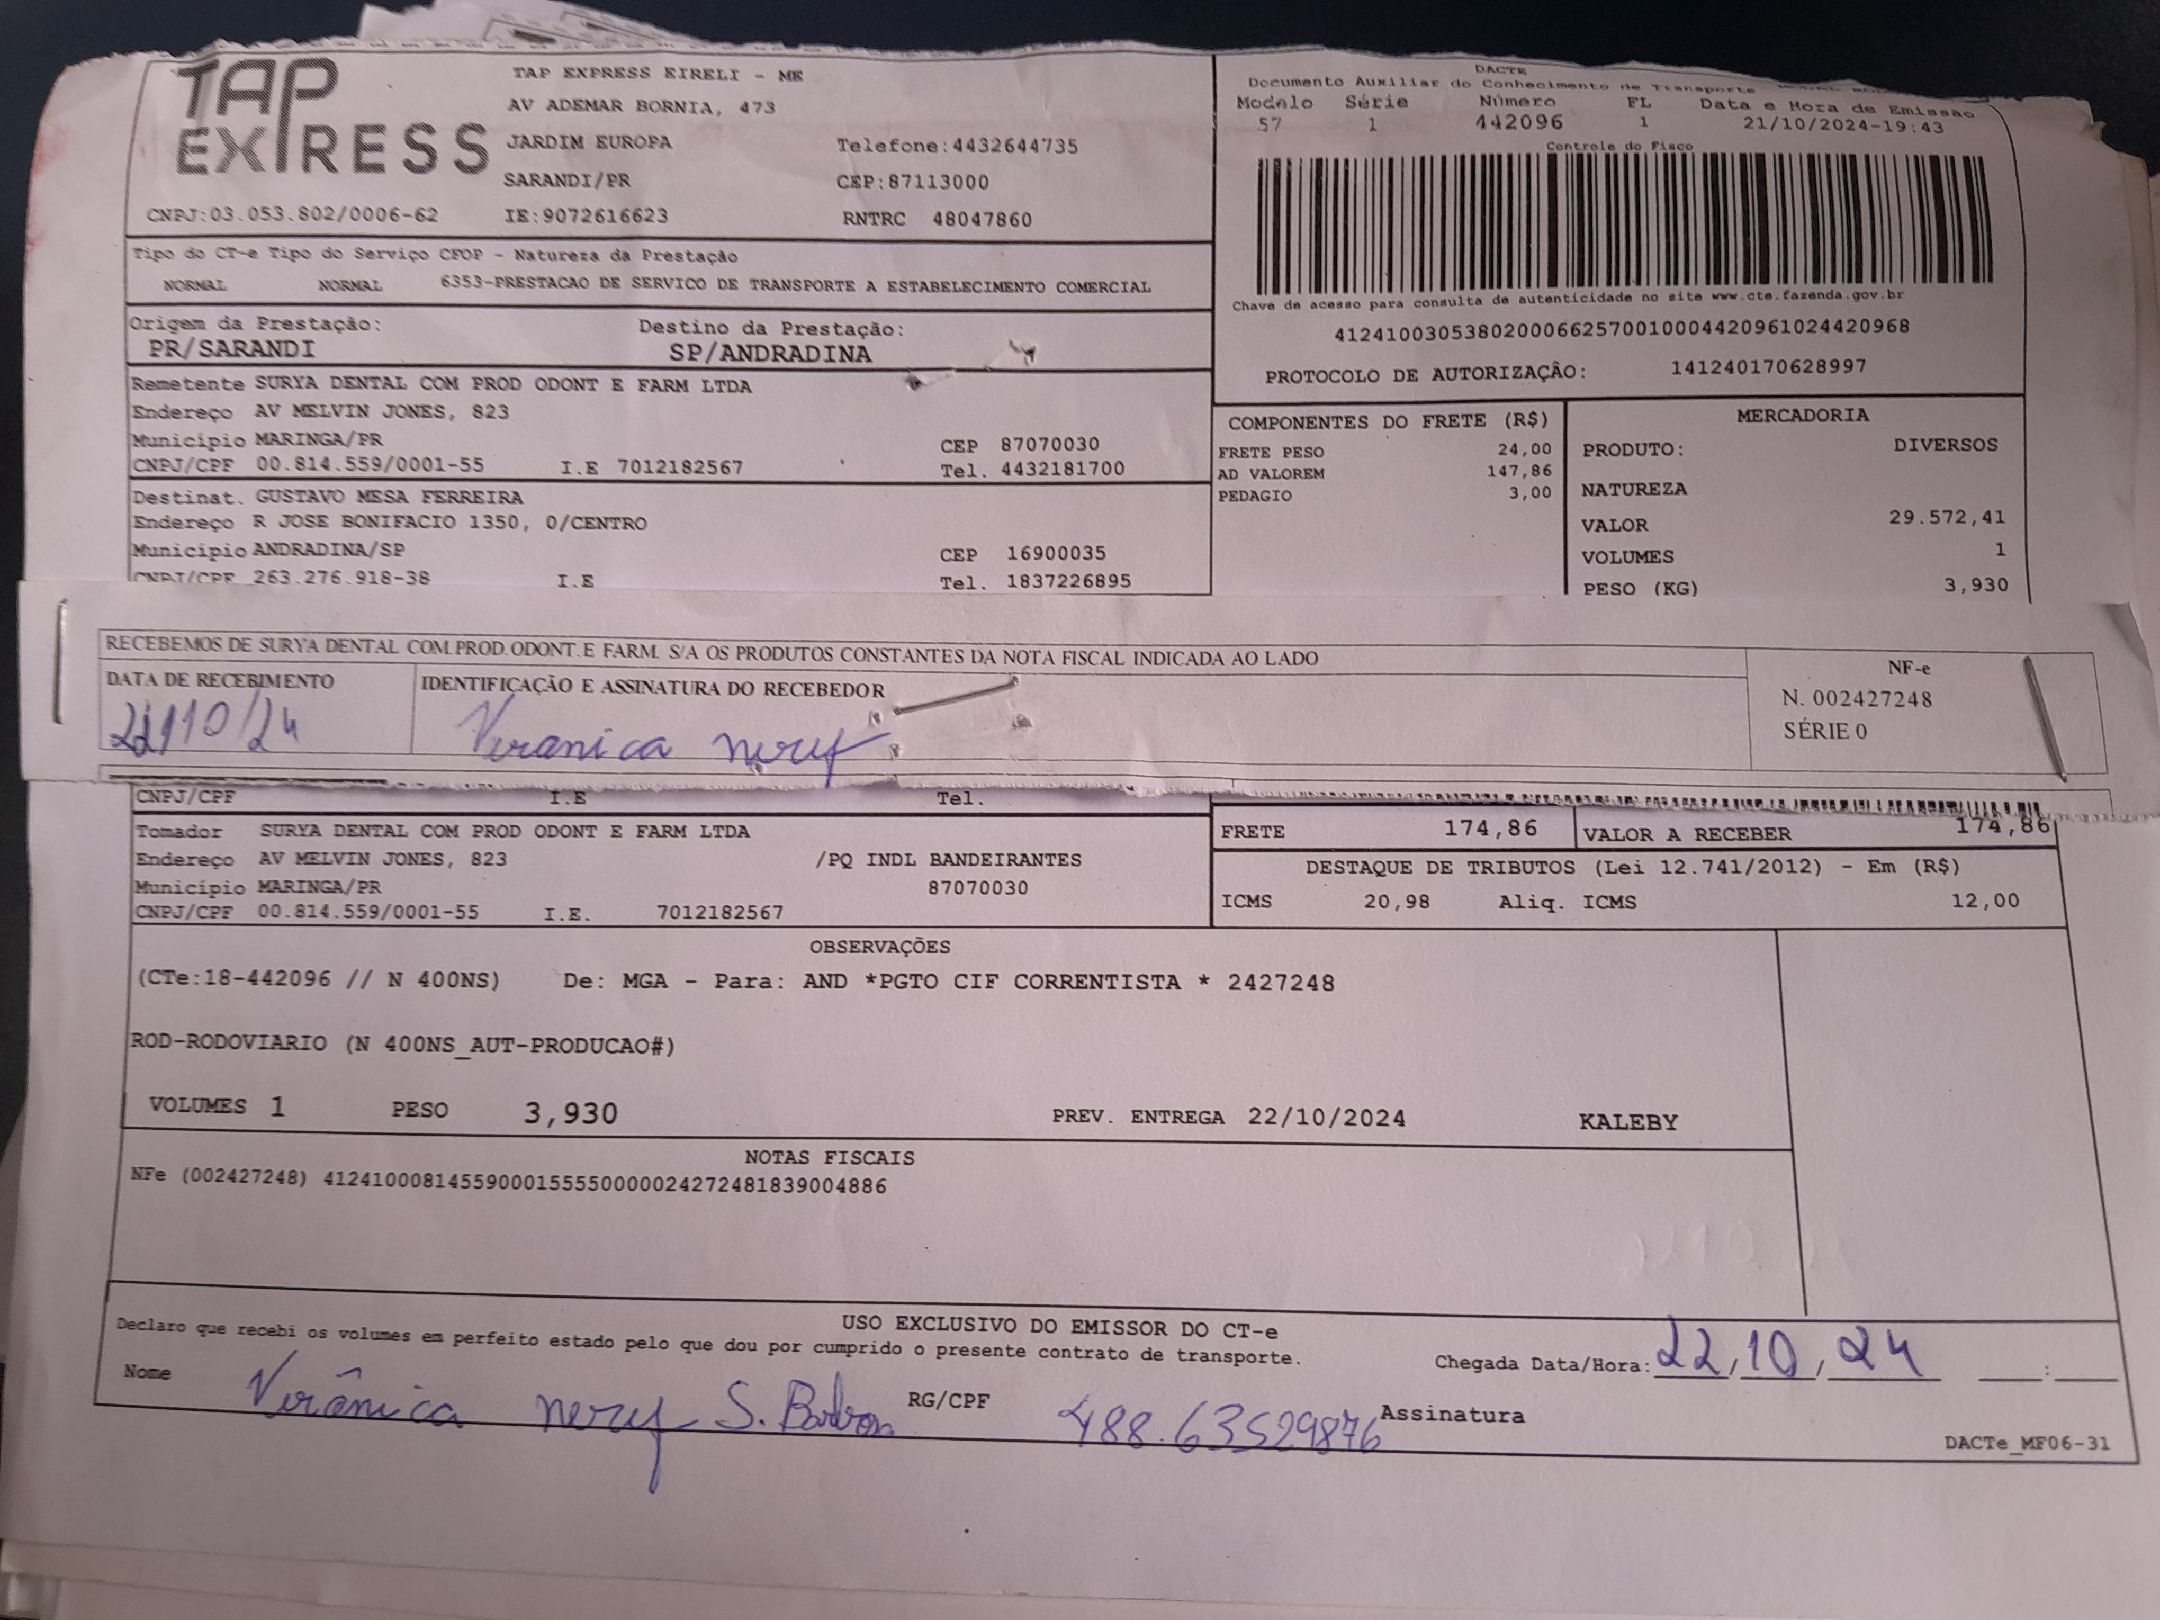 TAP EXPRESS
TAP EXPRESS EIRELI - ME
AV ADEMAR BORNIA, 473
JARDIM EUROPA Telefone:4432644735
SARANDI/PR CEP:87113000
CNPJ:03.053.802/0006-62 IE:9072616623 RNTRC 48047860
DACTE
Documento Auxiliar do Conhecimento de Transporte
Modelo Série Número FL Data e Hora de Emissao
57 1 442096 1 21/10/2024-19:43
Controle do Fisco
Chave de acesso para consulta de autenticidade no site www.cte.fazenda.gov.br
41241003053802000662570010004420961024420968
PROTOCOLO DE AUTORIZAÇÃO: 141240170628997
Tipo do CT-e Tipo do Serviço CFOP - Natureza da Prestação
NORMAL NORMAL 6353-PRESTACAO DE SERVICO DE TRANSPORTE A ESTABELECIMENTO COMERCIAL
Origem da Prestação: Destino da Prestação:
PR/SARANDI SP/ANDRADINA
Remetente SURYA DENTAL COM PROD ODONT E FARM LTDA
Endereço AV MELVIN JONES, 823
Município MARINGA/PR CEP 87070030
CNPJ/CPF 00.814.559/0001-55 I.E 7012182567 Tel. 4432181700
Destinat. GUSTAVO MESA FERREIRA
Endereço R JOSE BONIFACIO 1350, 0/CENTRO
Município ANDRADINA/SP CEP 16900035
CNPJ/CPF 263.276.918-38 I.E Tel. 1837226895
COMPONENTES DO FRETE (R$)
FRETE PESO 24,00
AD VALOREM 147,86
PEDAGIO 3,00
MERCADORIA
PRODUTO: DIVERSOS
NATUREZA
VALOR 29.572,41
VOLUMES 1
PESO (KG) 3,930
RECEBEMOS DE SURYA DENTAL COM.PROD.ODONT.E FARM. S/A OS PRODUTOS CONSTANTES DA NOTA FISCAL INDICADA AO LADO
DATA DE RECEBIMENTO IDENTIFICAÇÃO E ASSINATURA DO RECEBEDOR
22/10/24 Veranica nery
NF-e
N. 002427248
SÉRIE 0
CNPJ/CPF I.E Tel.
Tomador SURYA DENTAL COM PROD ODONT E FARM LTDA
Endereço AV MELVIN JONES, 823 /PQ INDL BANDEIRANTES
Município MARINGA/PR 87070030
CNPJ/CPF 00.814.559/0001-55 I.E. 7012182567
FRETE 174,86 VALOR A RECEBER 174,86
DESTAQUE DE TRIBUTOS (Lei 12.741/2012) - Em (R$)
ICMS 20,98 Aliq. ICMS 12,00
OBSERVAÇÕES
(CTe:18-442096 // N 400NS) De: MGA - Para: AND *PGTO CIF CORRENTISTA * 2427248
ROD-RODOVIARIO (N 400NS_AUT-PRODUCAO#)
VOLUMES 1 PESO 3,930 PREV. ENTREGA 22/10/2024 KALEBY
NOTAS FISCAIS
NFe (002427248) 41241000814559000155550000024272481839004886
USO EXCLUSIVO DO EMISSOR DO CT-e
Declaro que recebi os volumes em perfeito estado pelo que dou por cumprido o presente contrato de transporte.
Chegada Data/Hora: 22/10/24 :
Nome Verânica nery S. RG/CPF 488.63529876 Assinatura
DACTe_MF06-31